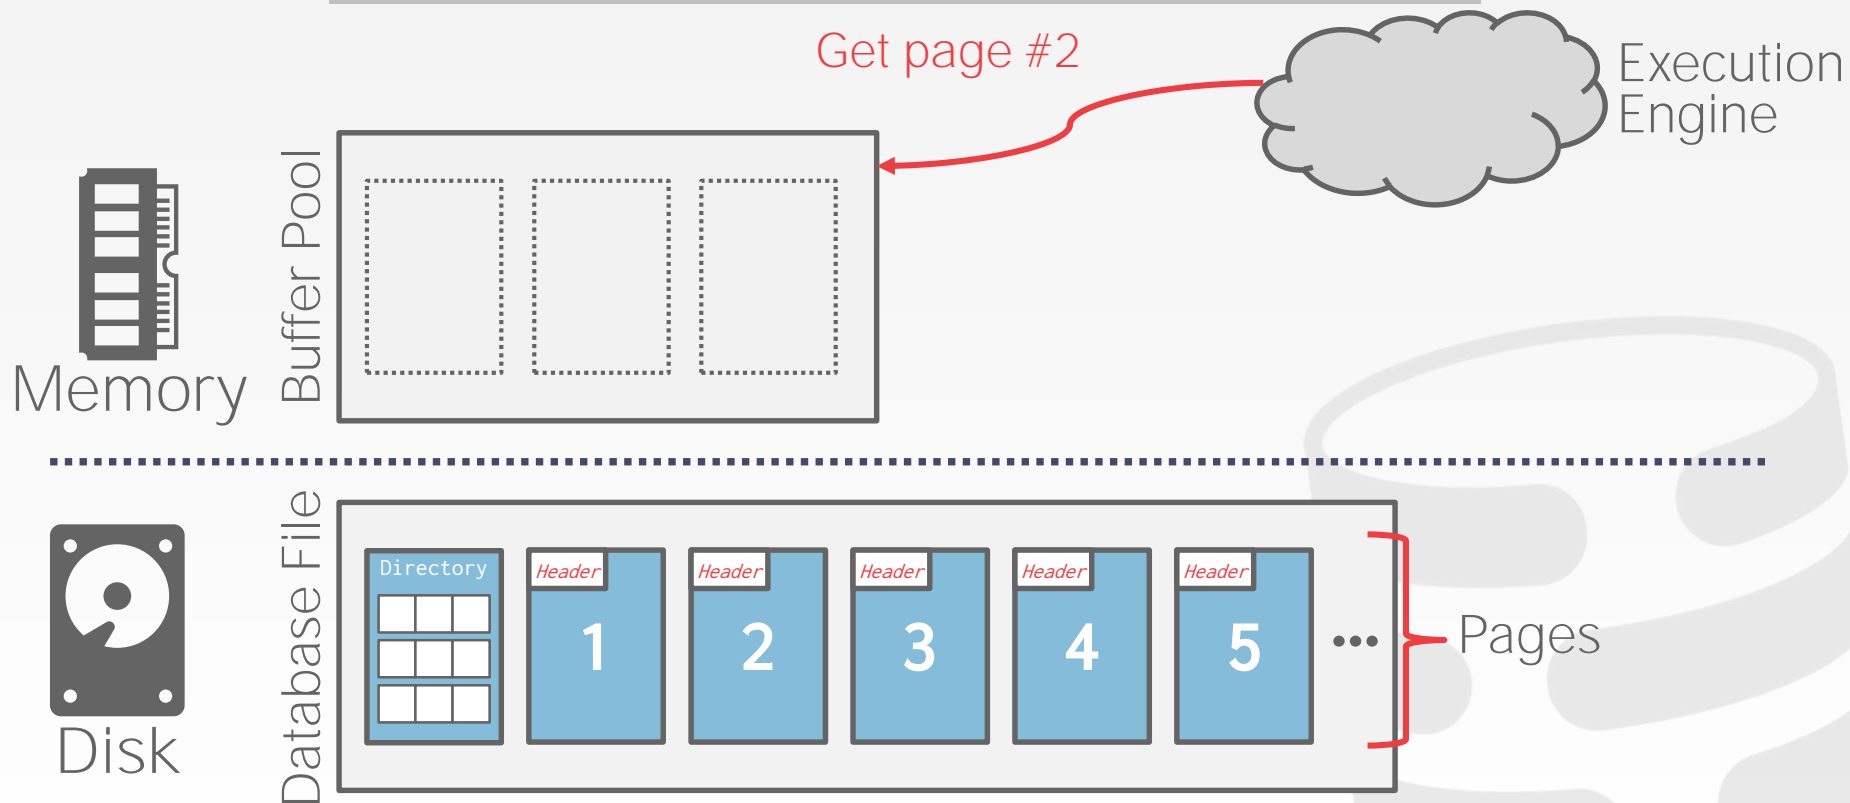 Get page #2
Execution
Engine
Buffer Pool
Memory
Database File
Directory
Header
Header
Header
Header
Header
1
2
3
4
5
Pages
Disk